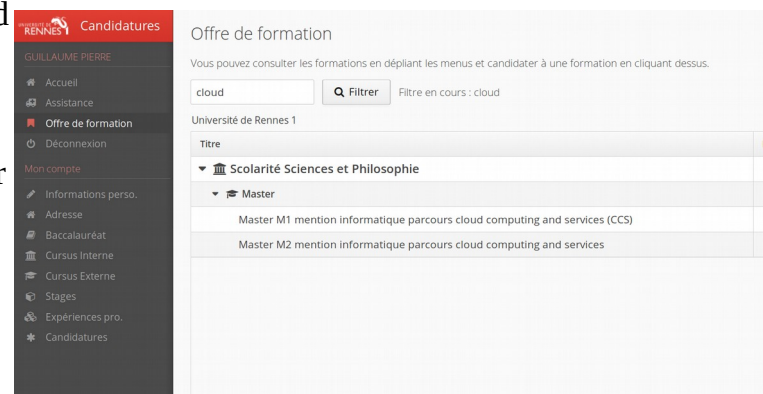 d
r
UNIVERSITÉ DE
RENNES
Candidatures
GUILLAUME PIERRE
Accueil
Assistance
Offre de formation
Déconnexion
Mon compte
Informations perso.
Adresse
Baccalauréat
Cursus Interne
Cursus Externe
Stages
Expériences pro.
Candidatures
Offre de formation
Vous pouvez consulter les formations en dépliant les menus et candidater à une formation en cliquant dessus.
cloud Filtrer Filtre en cours : cloud
Université de Rennes 1
Titre
Scolarité Sciences et Philosophie
Master
Master M1 mention informatique parcours cloud computing and services (CCS)
Master M2 mention informatique parcours cloud computing and services